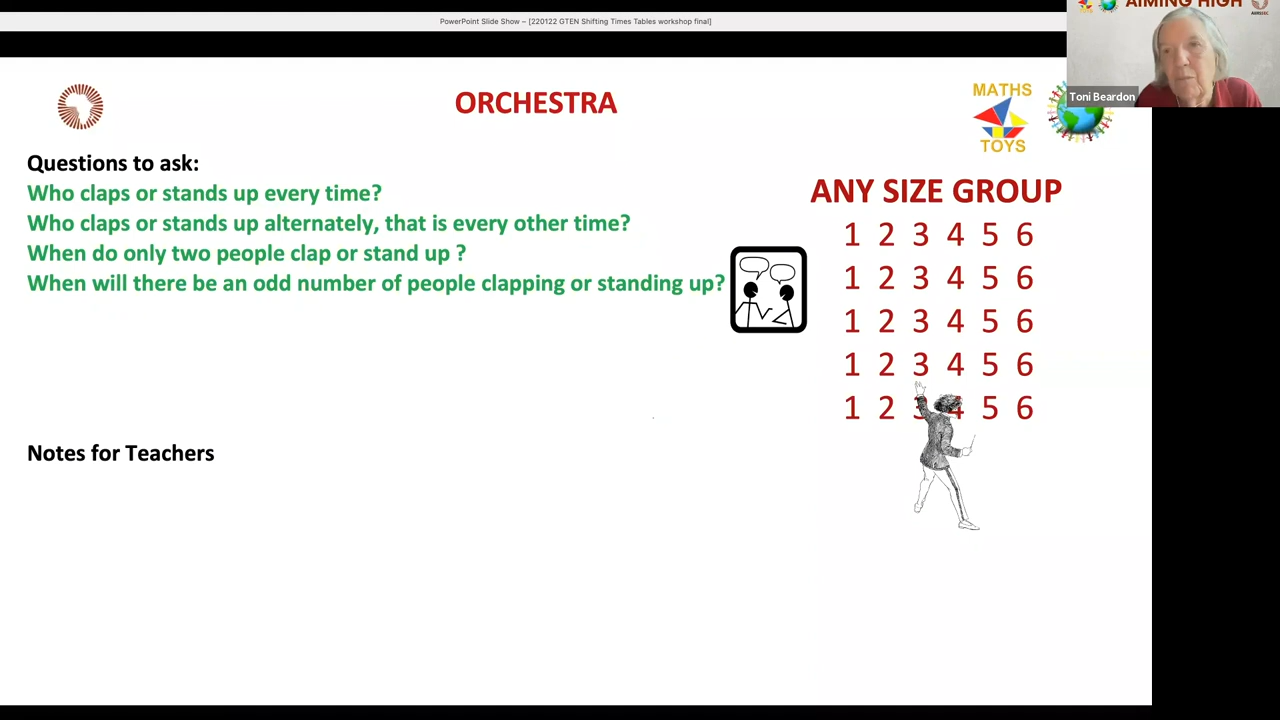 PowerPoint Slide Show – [220122 GTEN Shifting Times Tables workshop final]
AIMING HIGH
AIMSSEC
Toni Beardon
ORCHESTRA
MATHS
TOYS
Questions to ask:
Who claps or stands up every time?
Who claps or stands up alternately, that is every other time?
When do only two people clap or stand up ?
When will there be an odd number of people clapping or standing up?
ANY SIZE GROUP
1 2 3 4 5 6
1 2 3 4 5 6
1 2 3 4 5 6
1 2 3 4 5 6
1 2 3 4 5 6
Notes for Teachers